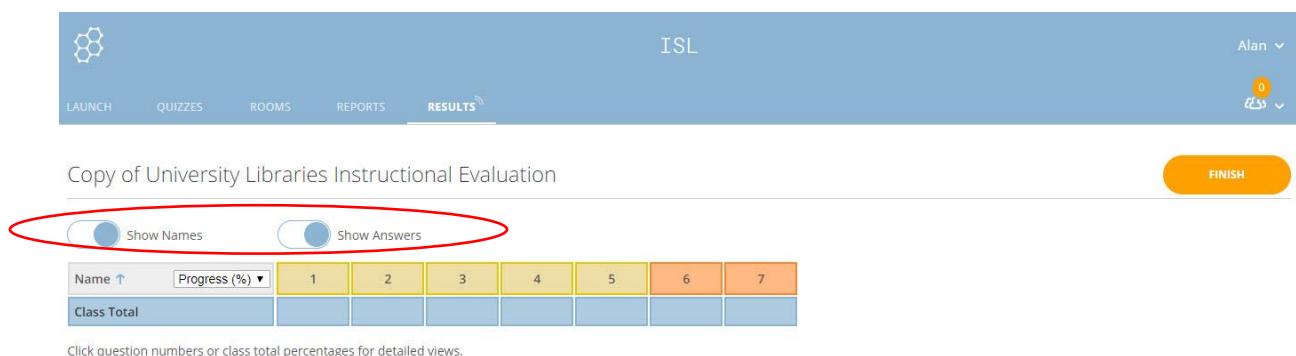 ISL
Alan
0
LAUNCH QUIZZES ROOMS REPORTS RESULTS
Copy of University Libraries Instructional Evaluation
FINISH
Show Names Show Answers
Name ↑ Progress (%) ▼ 1 2 3 4 5 6 7
Class Total
Click question numbers or class total percentages for detailed views.